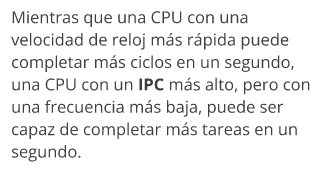 Mientras que una CPU con una
velocidad de reloj más rápida puede
completar más ciclos en un segundo,
una CPU con un IPC más alto, pero con
una frecuencia más baja, puede ser
capaz de completar más tareas en un
segundo.